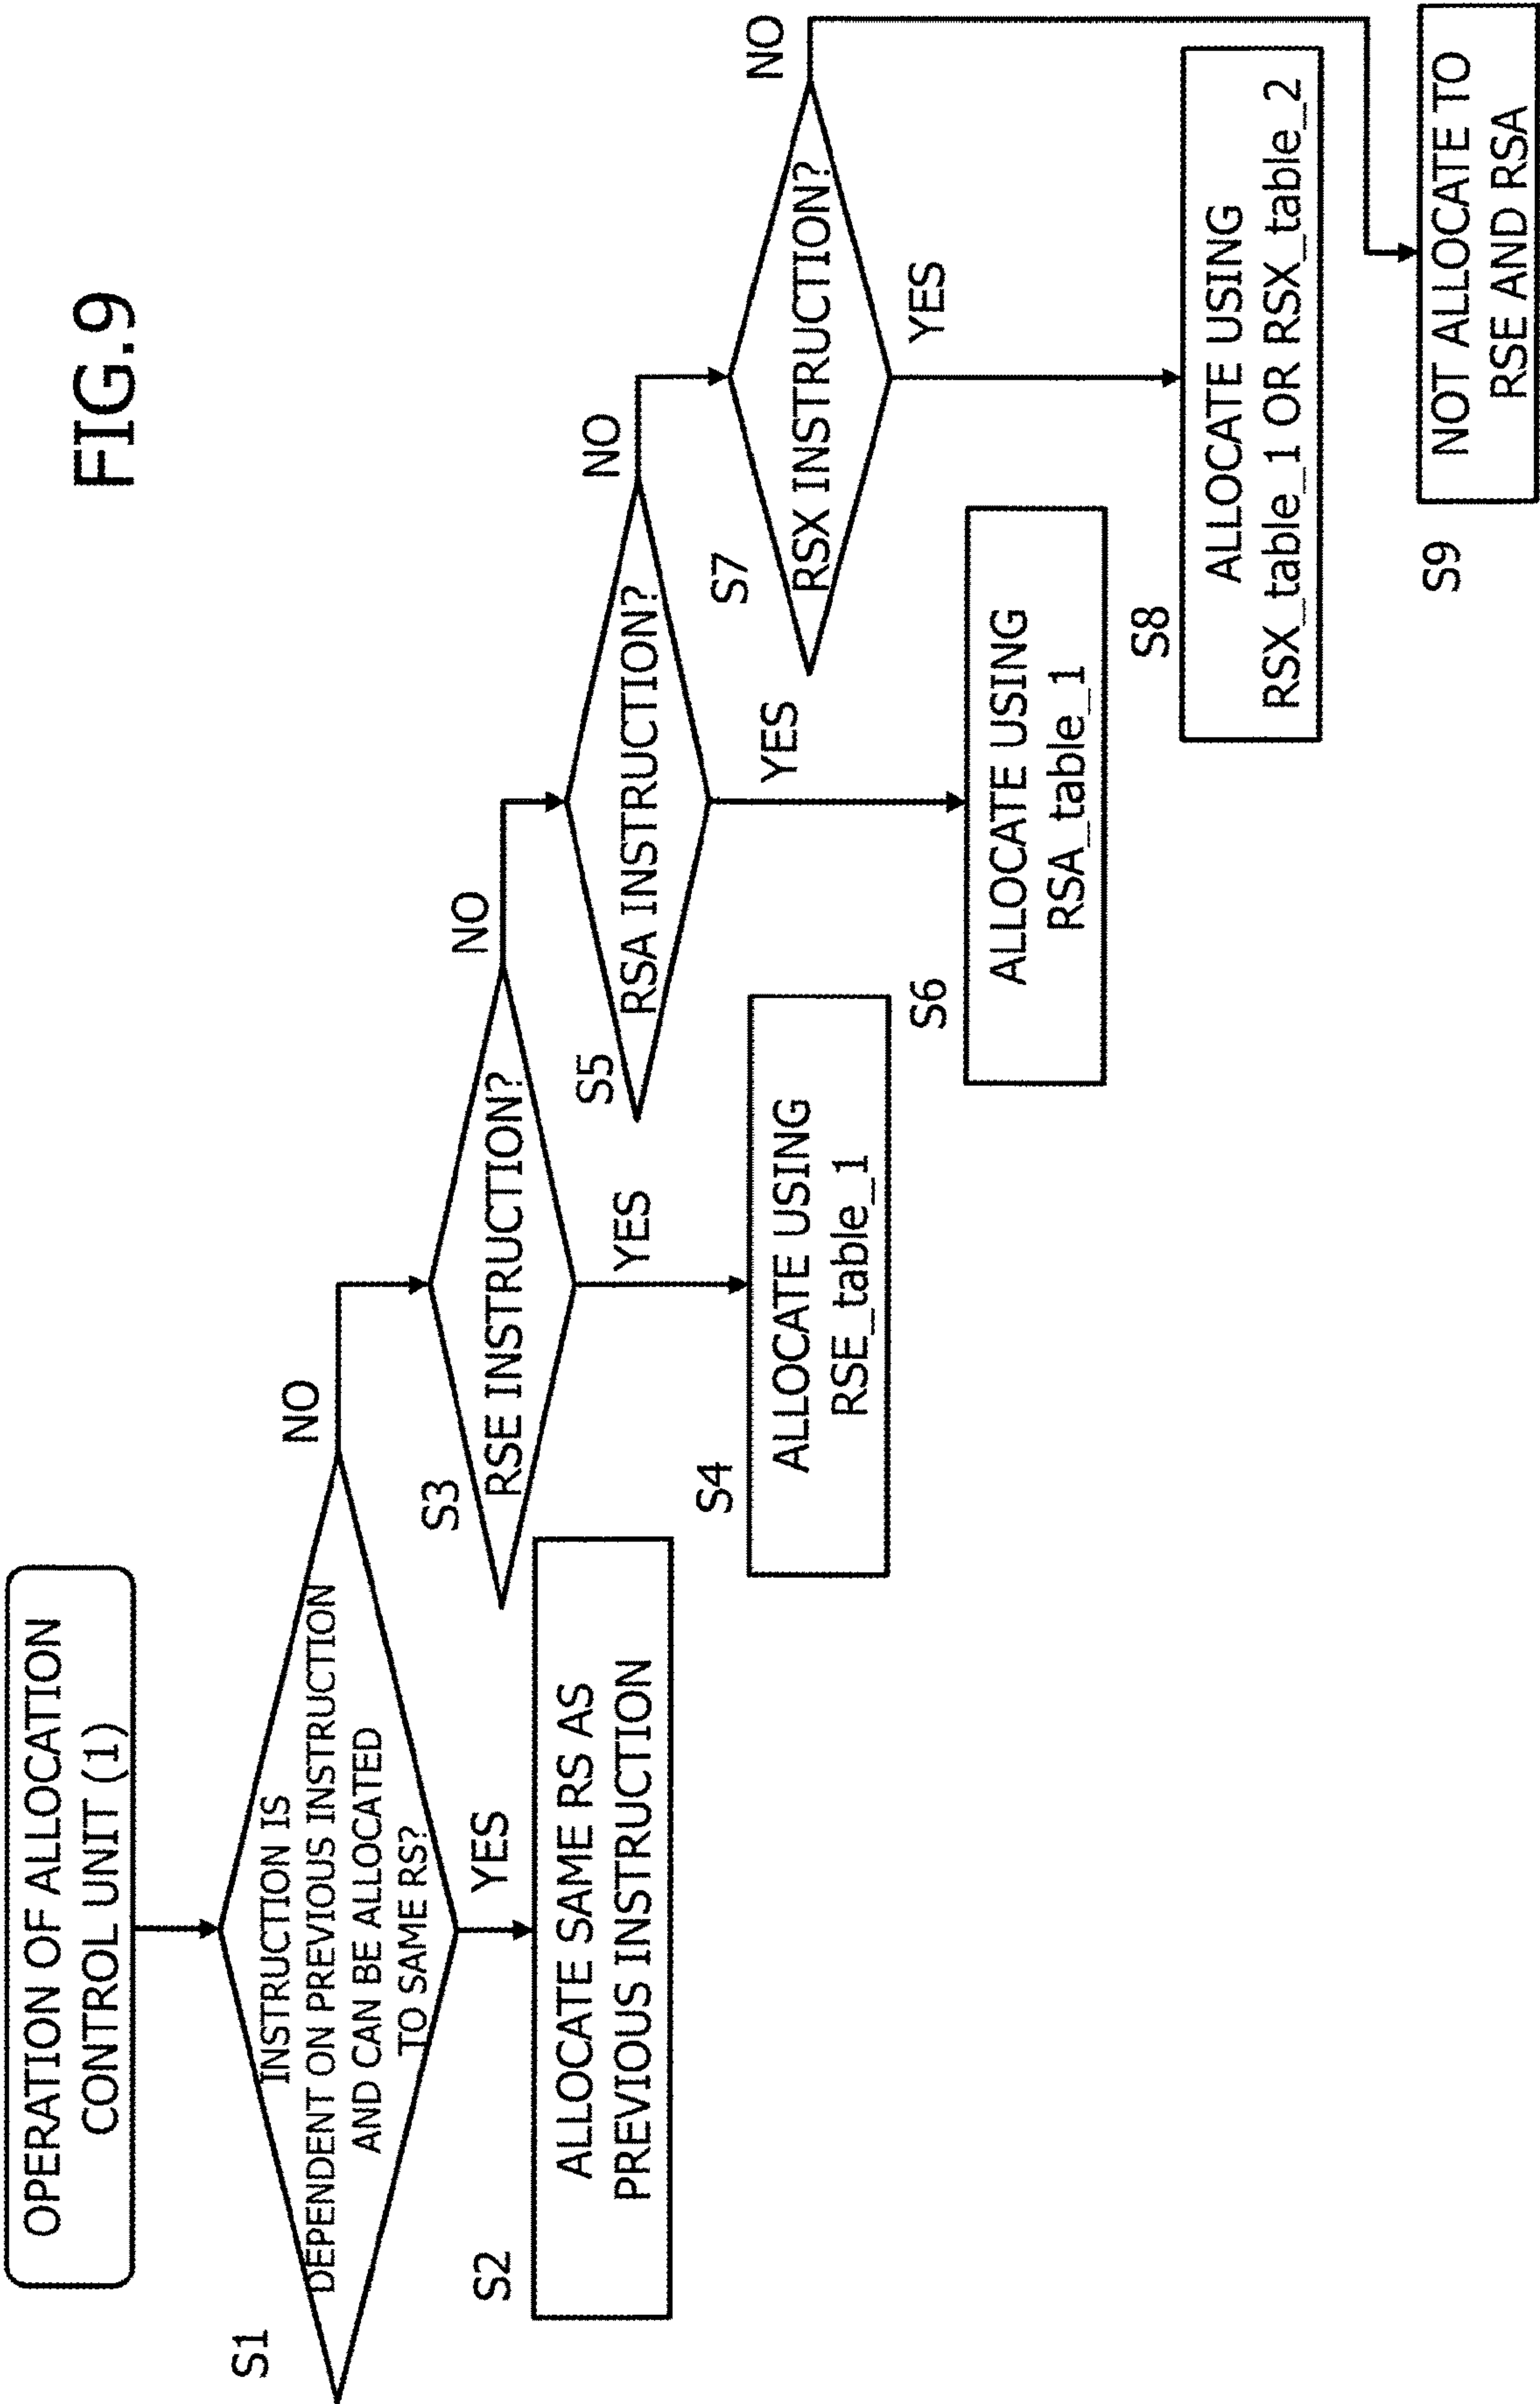 FIG.9
OPERATION OF ALLOCATION
CONTROL UNIT (1)
S1
INSTRUCTION IS
DEPENDENT ON PREVIOUS INSTRUCTION
AND CAN BE ALLOCATED
TO SAME RS?
NO
YES
S2
ALLOCATE SAME RS AS
PREVIOUS INSTRUCTION
S3
RSE INSTRUCTION?
NO
YES
S4
ALLOCATE USING
RSE_table_1
S5
RSA INSTRUCTION?
NO
YES
S6
ALLOCATE USING
RSA_table_1
S7
RSX INSTRUCTION?
NO
YES
S8
ALLOCATE USING
RSX_table_1 OR RSX_table_2
S9
NOT ALLOCATE TO
RSE AND RSA